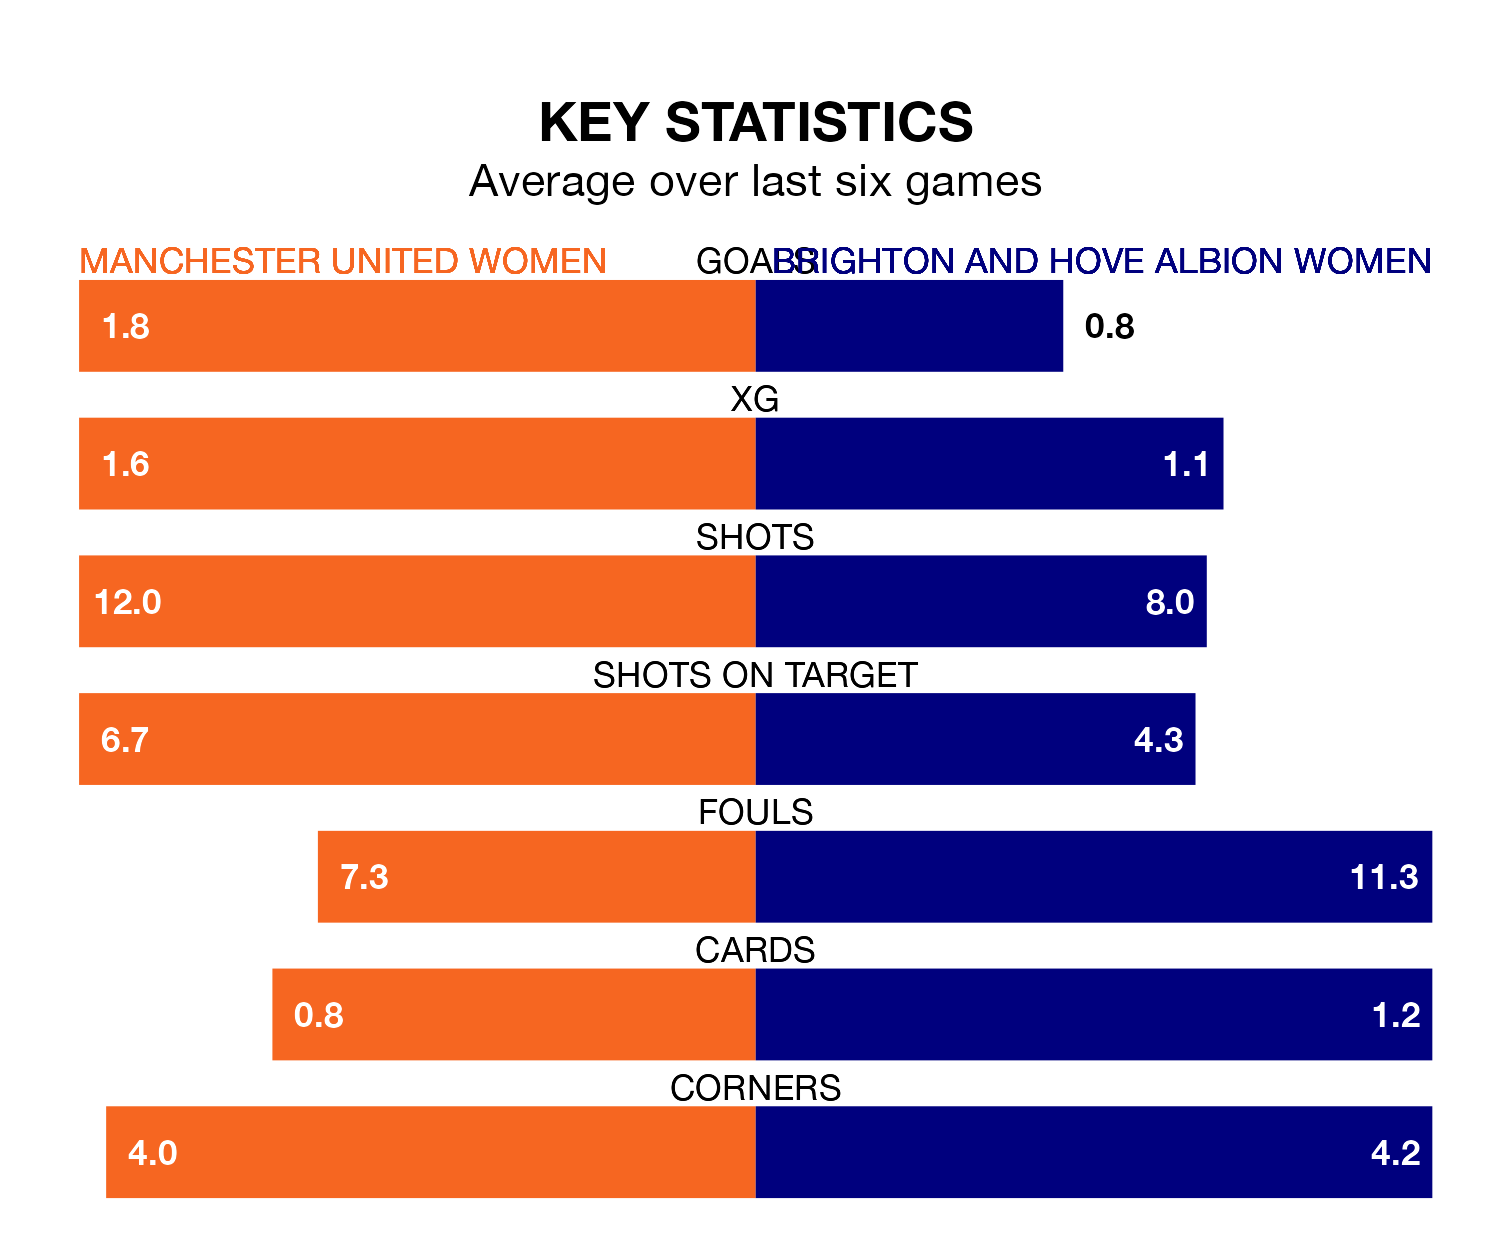 KEY STATISTICS
Average over last six games
MANCHESTER UNITED WOMEN GOALS BRIGHTON AND HOVE ALBION WOMEN
1.8 0.8
XG
1.6 1.1
SHOTS
12.0 8.0
SHOTS ON TARGET
6.7 4.3
FOULS
7.3 11.3
CARDS
0.8 1.2
CORNERS
4.0 4.2